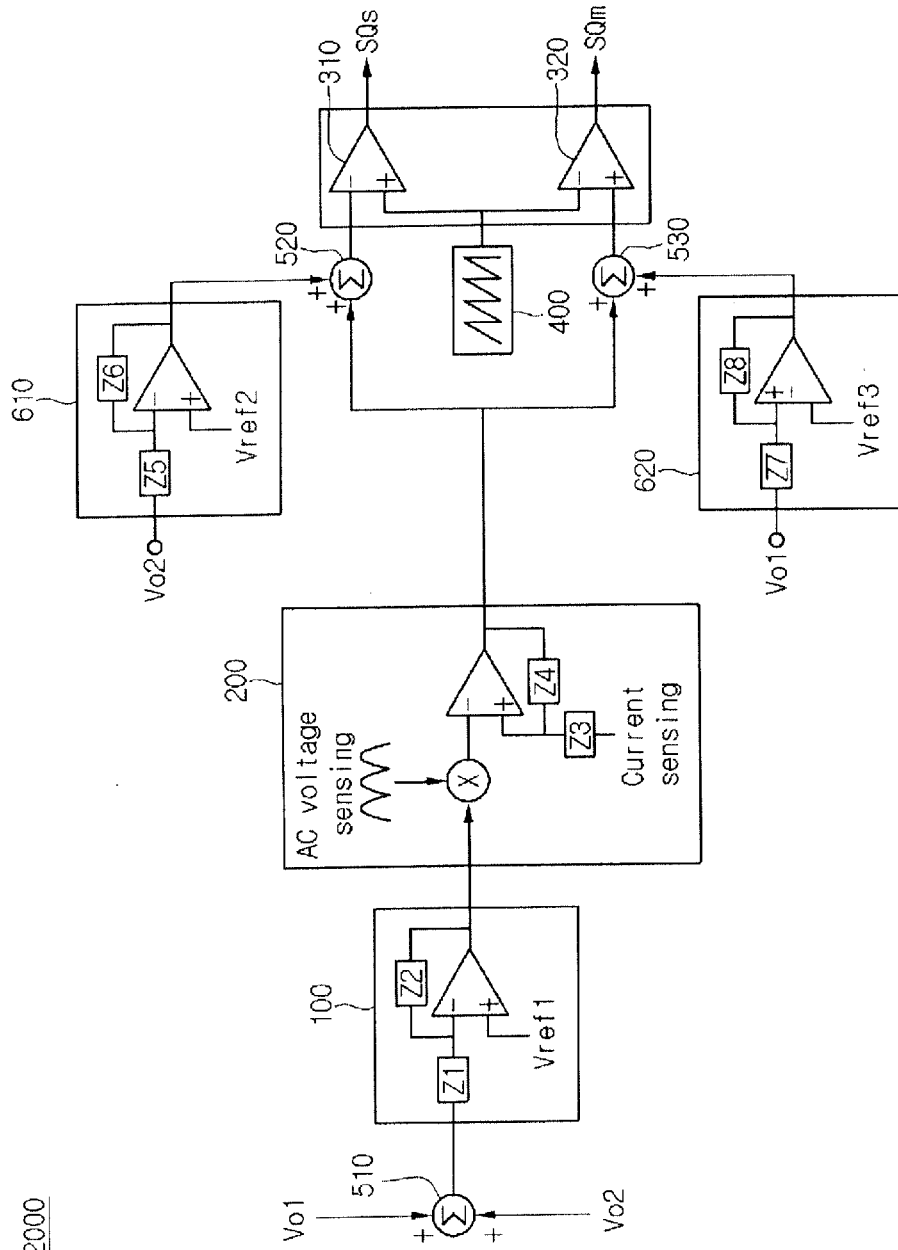 2000
Vo1
+
Σ
510
+
Vo2
100
Z1
Z2
−
+
Vref1
200
AC voltage
sensing
X
−
+
Z4
Z3
Current
sensing
610
Vo2
Z5
Z6
−
+
Vref2
620
Vo1
Z7
Z8
+
−
Vref3
520
+
+
Σ
400
530
+
+
Σ
310
−
+
SQs
320
−
+
SQm